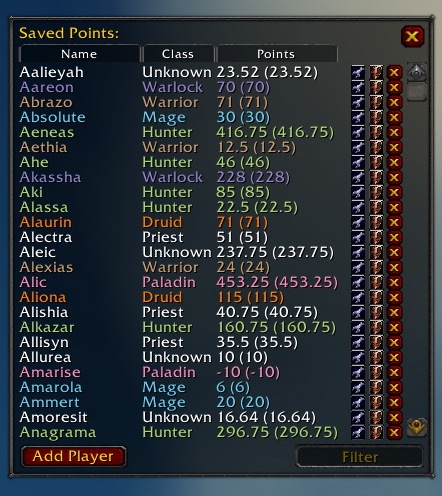 Saved Points:
Name Class Points
Aalieyah Unknown 23.52 (23.52)
Aareon Warlock 70 (70)
Abrazo Warrior 71 (71)
Absolute Mage 30 (30)
Aeneas Hunter 416.75 (416.75)
Aethia Warrior 12.5 (12.5)
Ahe Hunter 46 (46)
Akassha Warlock 228 (228)
Aki Hunter 85 (85)
Alassa Hunter 22.5 (22.5)
Alaurin Druid 71 (71)
Alectra Priest 51 (51)
Aleic Unknown 237.75 (237.75)
Alexias Warrior 24 (24)
Alic Paladin 453.25 (453.25)
Aliona Druid 115 (115)
Alishia Priest 40.75 (40.75)
Alkazar Hunter 160.75 (160.75)
Allisyn Priest 35.5 (35.5)
Allurea Unknown 10 (10)
Amarise Paladin -10 (-10)
Amarola Mage 6 (6)
Ammert Mage 20 (20)
Amoresit Unknown 16.64 (16.64)
Anagrama Hunter 296.75 (296.75)
Add Player Filter